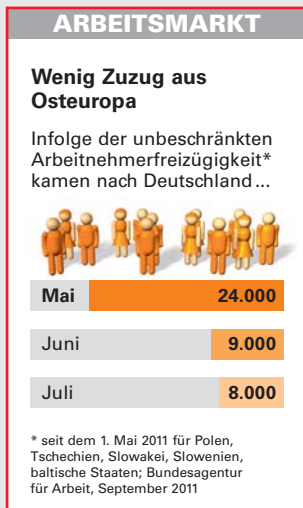 ARBEITSMARKT
Wenig Zuzug aus
Osteuropa
Infolge der unbeschränkten
Arbeitnehmerfreizügigkeit*
kamen nach Deutschland ...
Mai 24.000
Juni 9.000
Juli 8.000
* seit dem 1. Mai 2011 für Polen,
Tschechien, Slowakei, Slowenien,
baltische Staaten; Bundesagentur
für Arbeit, September 2011